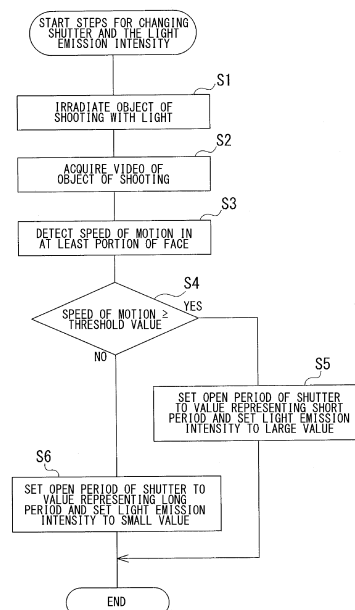 START STEPS FOR CHANGING
SHUTTER AND THE LIGHT
EMISSION INTENSITY
S1
IRRADIATE OBJECT OF
SHOOTING WITH LIGHT
S2
ACQUIRE VIDEO OF
OBJECT OF SHOOTING
S3
DETECT SPEED OF MOTION IN
AT LEAST PORTION OF FACE
S4
SPEED OF MOTION ≥
THRESHOLD VALUE
YES
NO
S5
SET OPEN PERIOD OF SHUTTER
TO VALUE REPRESENTING SHORT
PERIOD AND SET LIGHT EMISSION
INTENSITY TO LARGE VALUE
S6
SET OPEN PERIOD OF SHUTTER TO
VALUE REPRESENTING LONG
PERIOD AND SET LIGHT EMISSION
INTENSITY TO SMALL VALUE
END